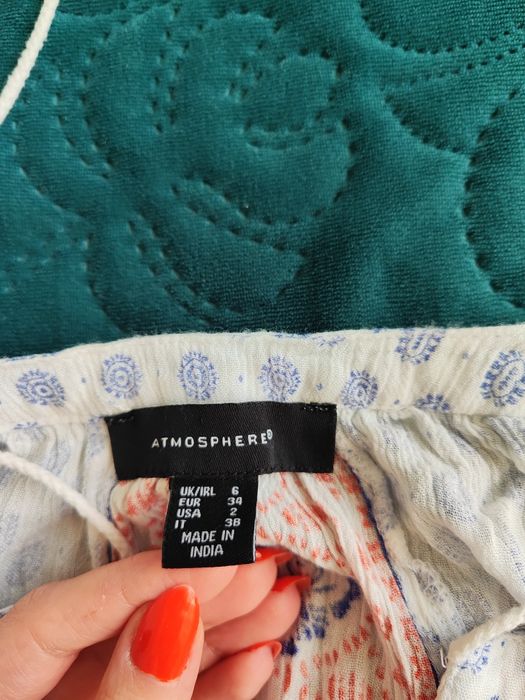 ATMOSPHERE®
UK/IRL 6
EUR 34
USA 2
IT 38
MADE IN
INDIA